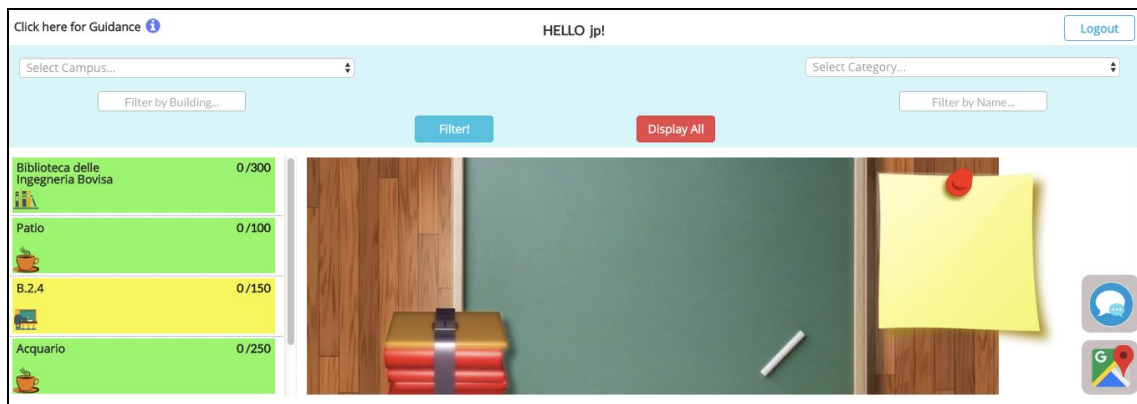 Click here for Guidance
HELLO jp!
Logout
Select Campus...
Select Category...
Filter by Building...
Filter by Name...
Filter!
Display All
Biblioteca delle
Ingegneria Bovisa
0/300
Patio
0/100
B.2.4
0/150
Acquario
0/250
G